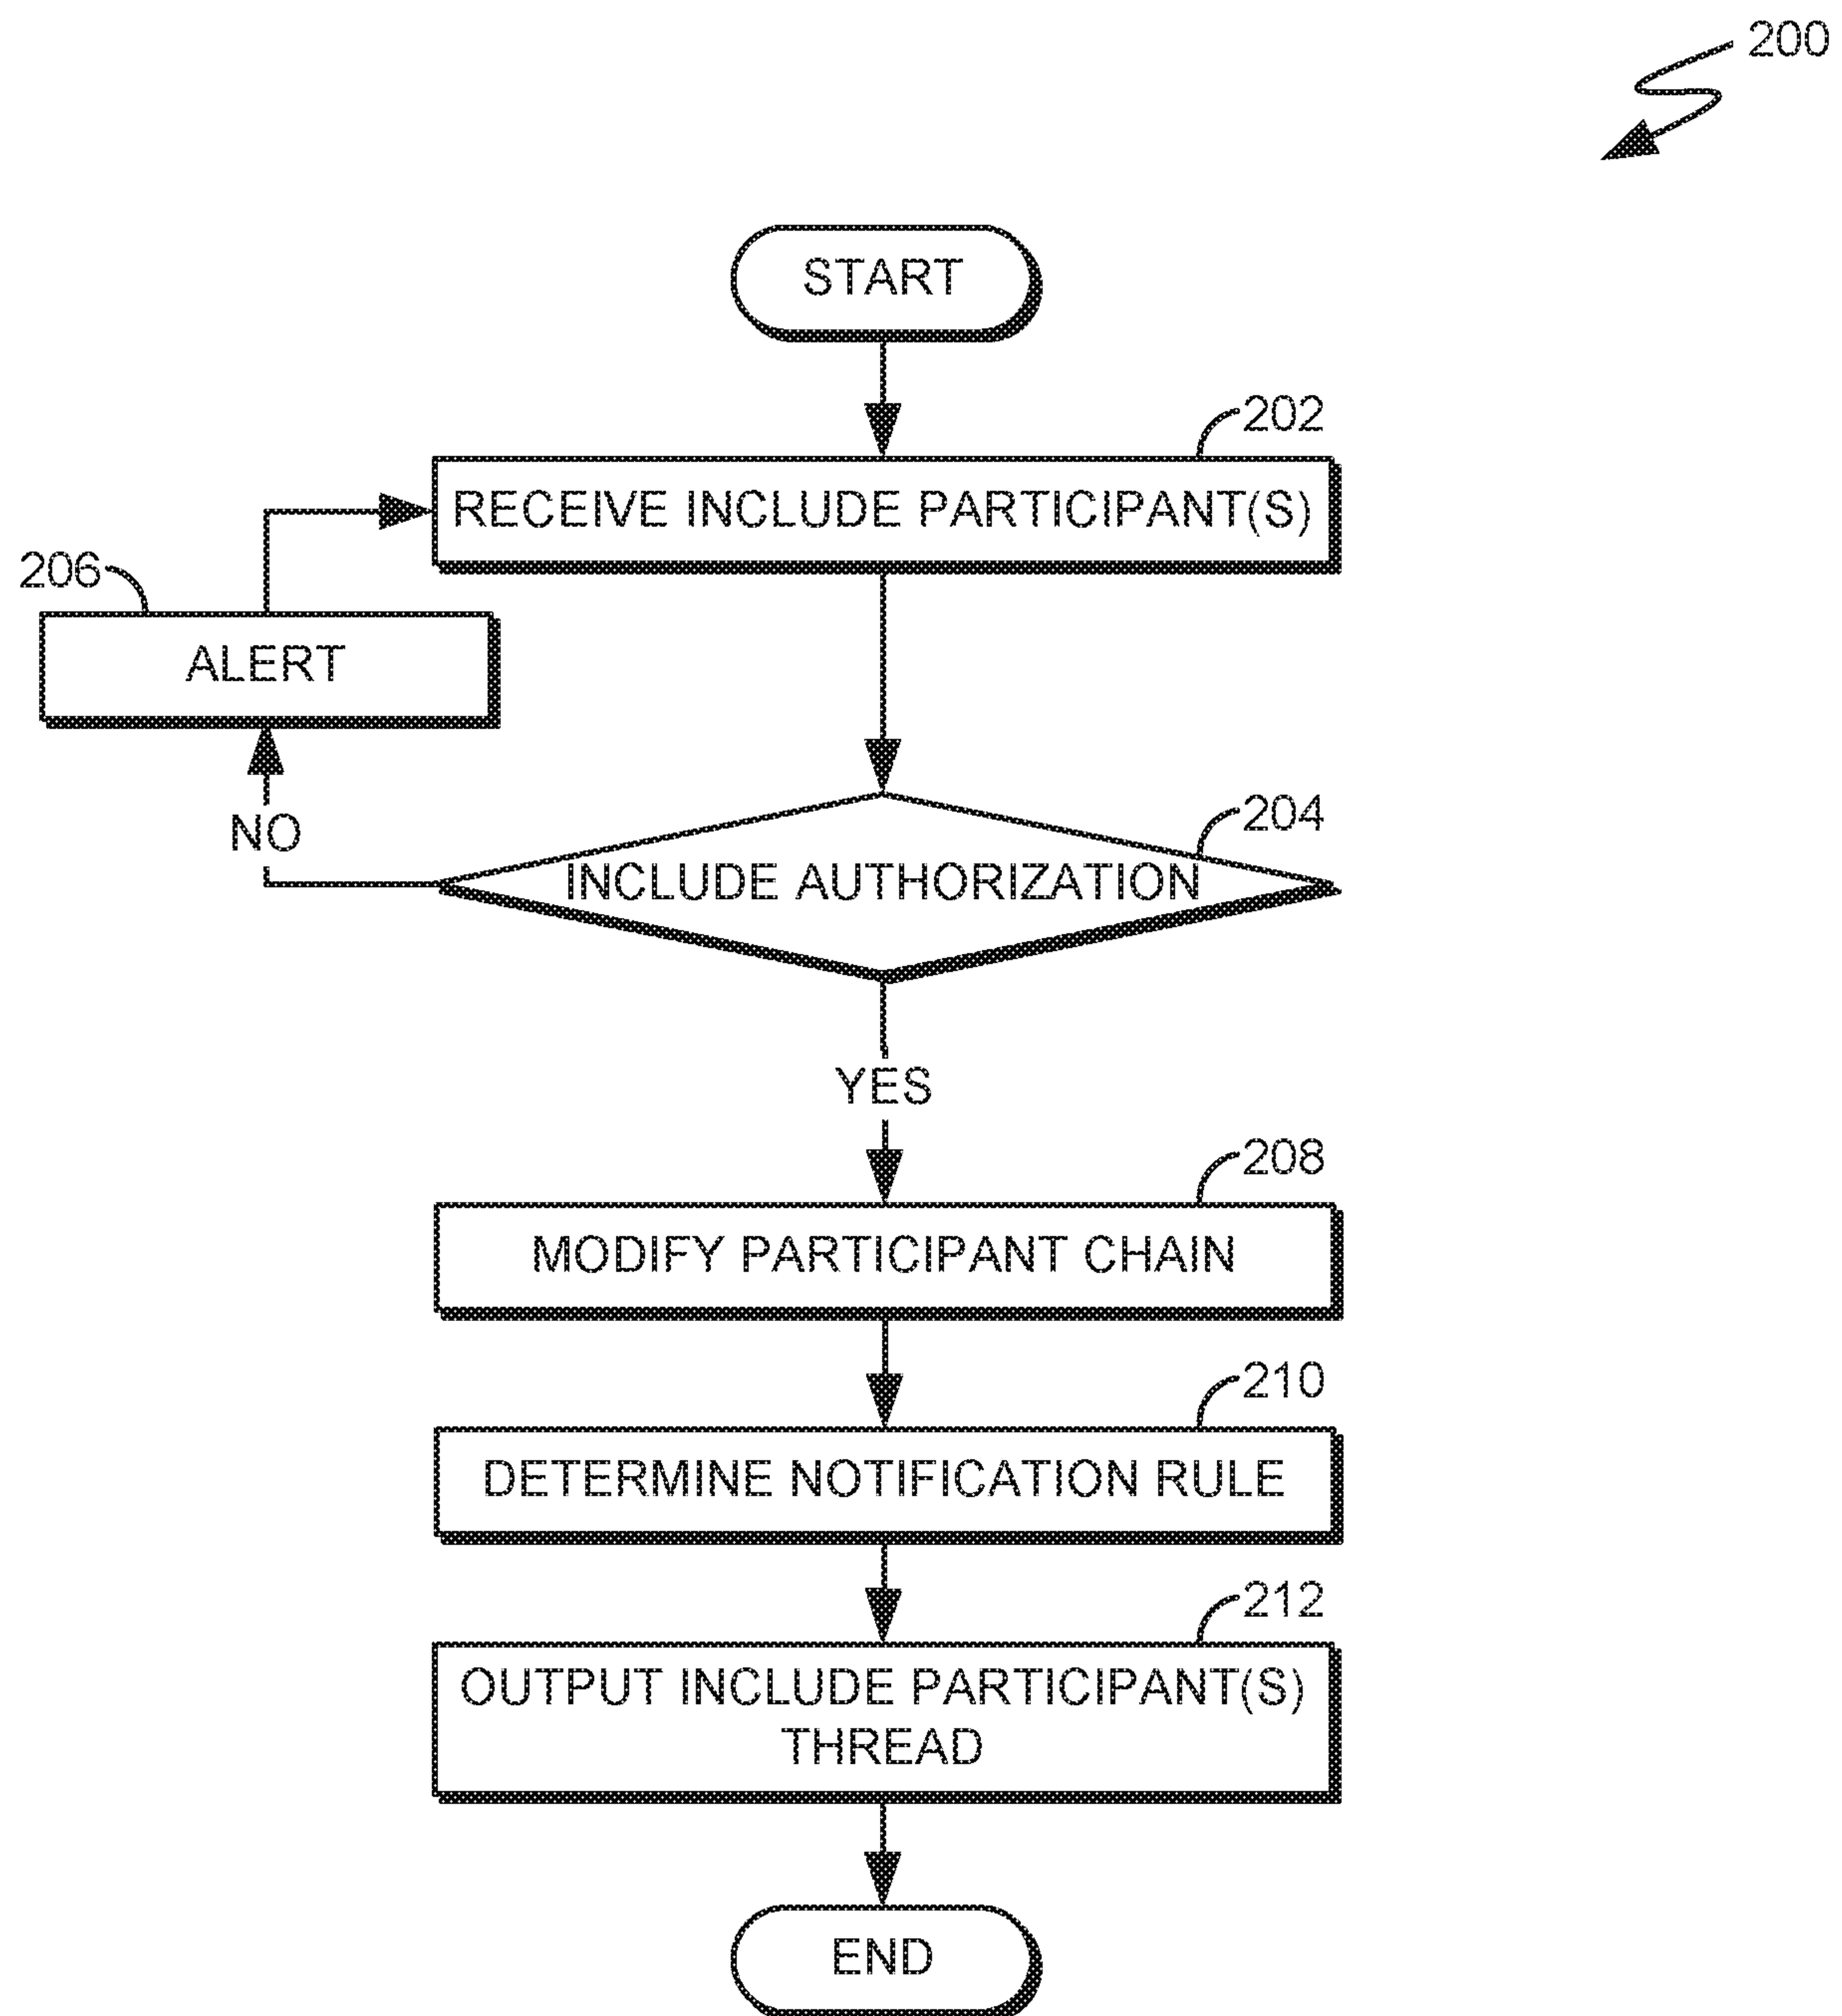 200
START
202
RECEIVE INCLUDE PARTICIPANT(S)
206
ALERT
NO
204
INCLUDE AUTHORIZATION
YES
208
MODIFY PARTICIPANT CHAIN
210
DETERMINE NOTIFICATION RULE
212
OUTPUT INCLUDE PARTICIPANT(S)
THREAD
END